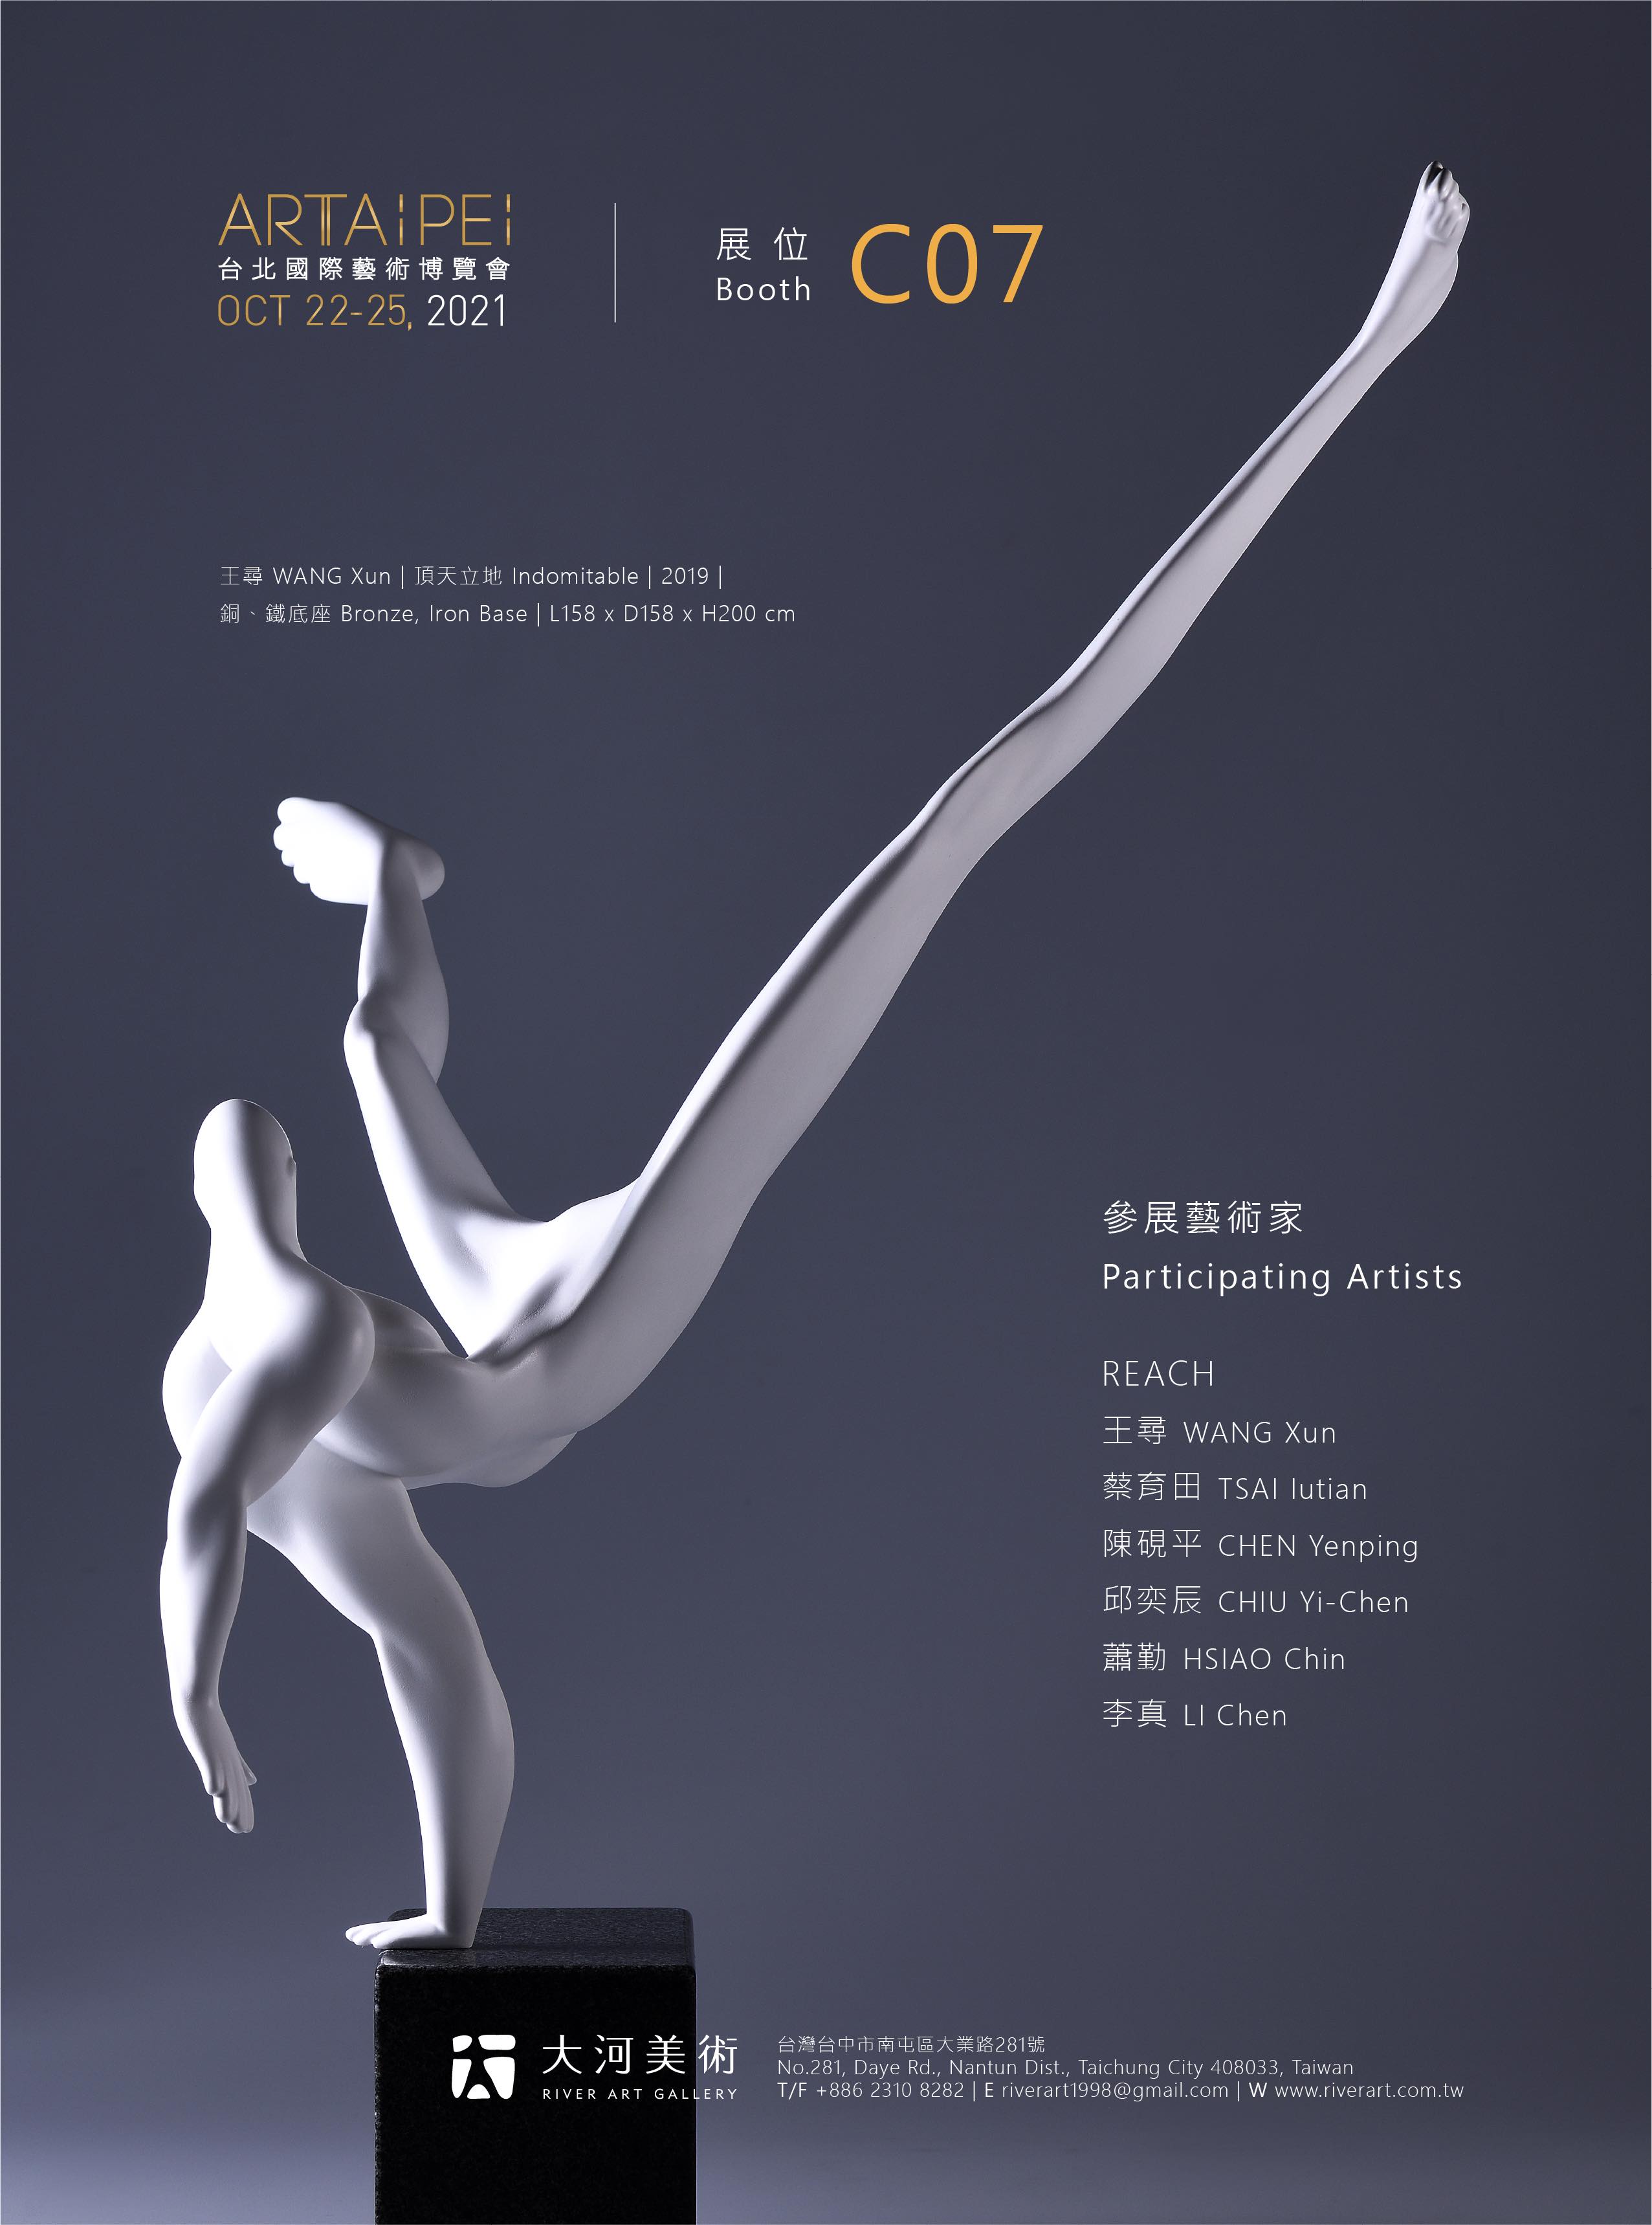 ARTTAIPEI
台北國際藝術博覽會
OCT 22-25, 2021
展位
Booth
C07
王尋 WANG Xun | 頂天立地 Indomitable | 2019 |
銅、鐵底座 Bronze, Iron Base | L158 x D158 x H200 cm
參展藝術家
Participating Artists
REACH
王尋 WANG Xun
蔡育田 TSAI Iutian
陳硯平 CHEN Yenping
邱奕辰 CHIU Yi-Chen
蕭勤 HSIAO Chin
李真 LI Chen
大河美術
RIVER ART GALLERY
台灣台中市南屯區大業路281號
No.281, Daye Rd., Nantun Dist., Taichung City 408033, Taiwan
T/F +886 2310 8282 | E riverart1998@gmail.com | W www.riverart.com.tw